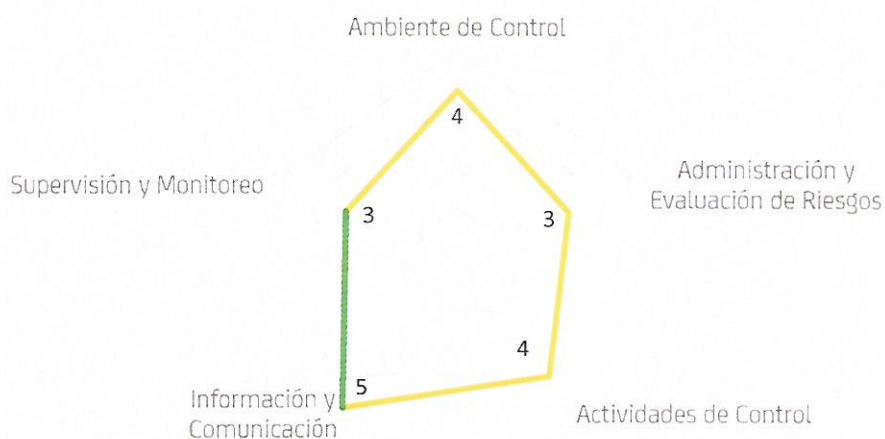 Ambiente de Control
4
Supervisión y Monitoreo
Administración y
Evaluación de Riesgos
3
3
4
5
Información y
Comunicación
Actividades de Control